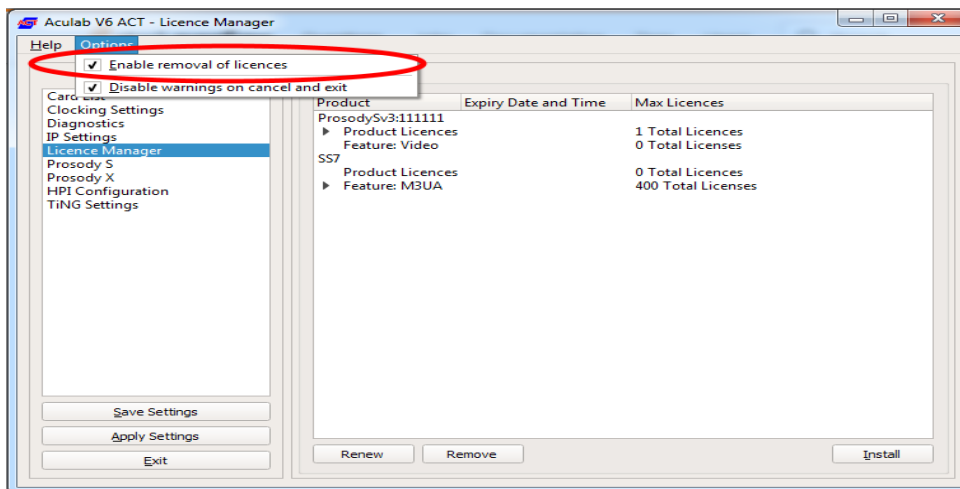 Aculab V6 ACT - Licence Manager
Help Options
Enable removal of licences
Disable warnings on cancel and exit
Card List
Clocking Settings
Diagnostics
IP Settings
Licence Manager
Prosody S
Prosody X
HPI Configuration
TiNG Settings
Save Settings
Apply Settings
Exit
Product Expiry Date and Time Max Licences
ProsodySv3:111111
Product Licences 1 Total Licences
Feature: Video 0 Total Licenses
SS7
Product Licences 0 Total Licences
Feature: M3UA 400 Total Licenses
Renew Remove Install